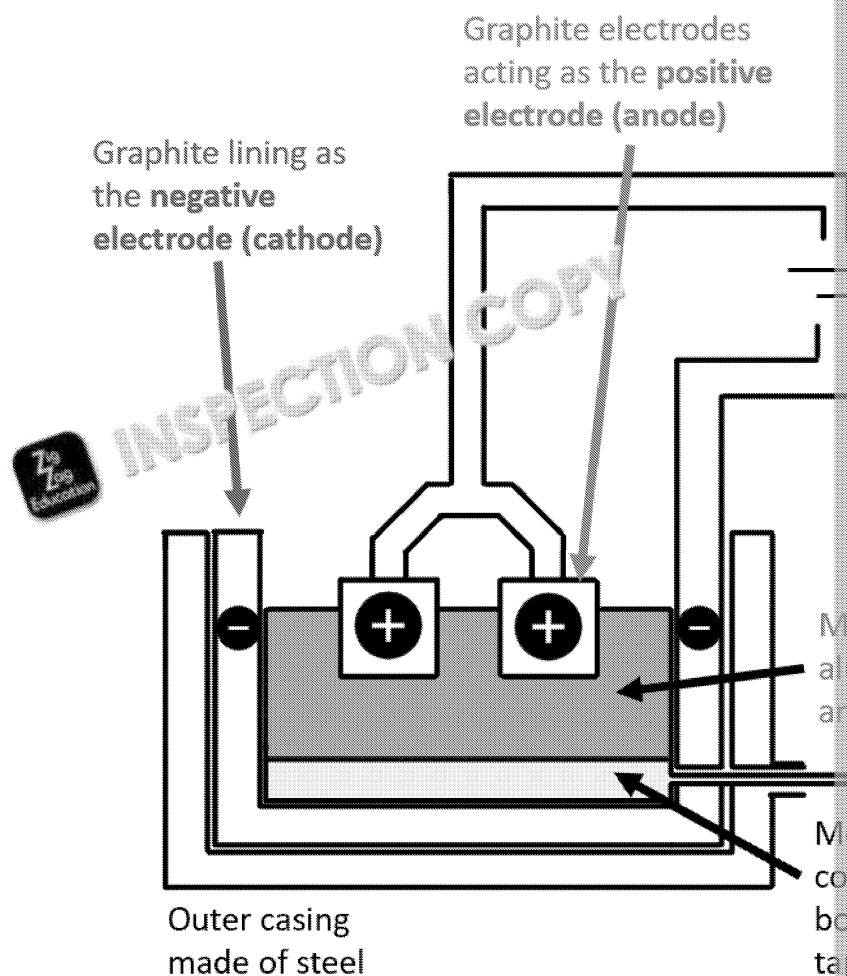 Graphite electrodes
acting as the positive
electrode (anode)
Graphite lining as
the negative
electrode (cathode)
INSPECTION COPY
Zig
Zag
Education
+
+
−
−
Outer casing
made of steel